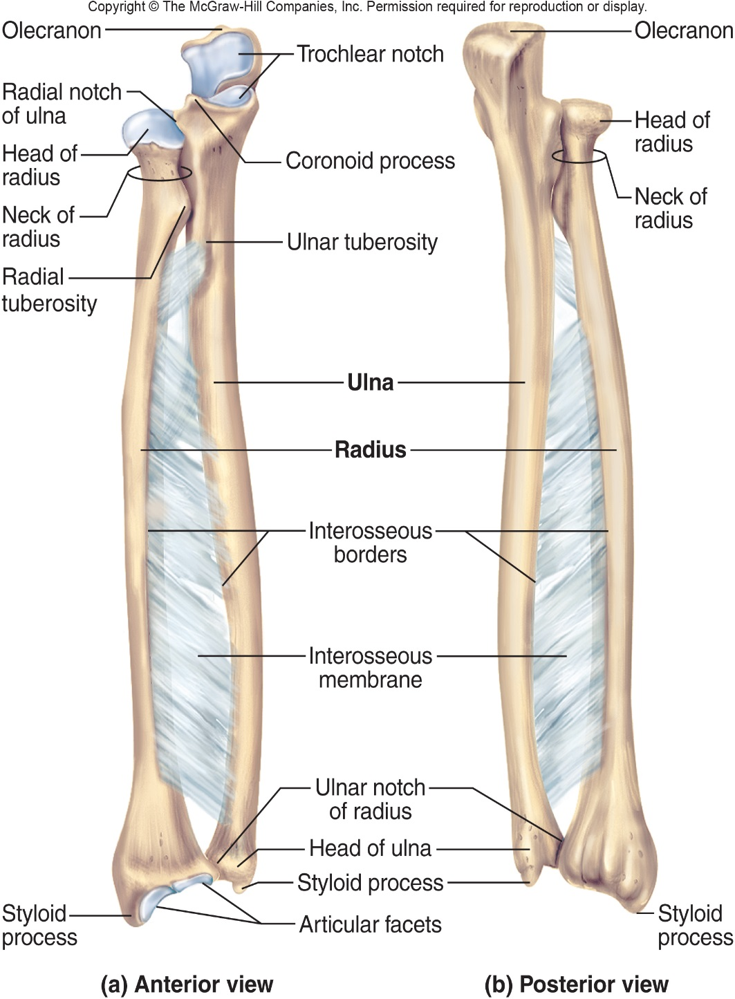 Copyright © The McGraw-Hill Companies, Inc. Permission required for reproduction or display.
Olecranon
Trochlear notch
Radial notch
of ulna
Head of
radius
Coronoid process
Neck of
radius
Ulnar tuberosity
Radial
tuberosity
Olecranon
Head of
radius
Neck of
radius
Ulna
Radius
Interosseous
borders
Interosseous
membrane
Ulnar notch
of radius
Head of ulna
Styloid process
Articular facets
Styloid
process
Styloid
process
(a) Anterior view
(b) Posterior view